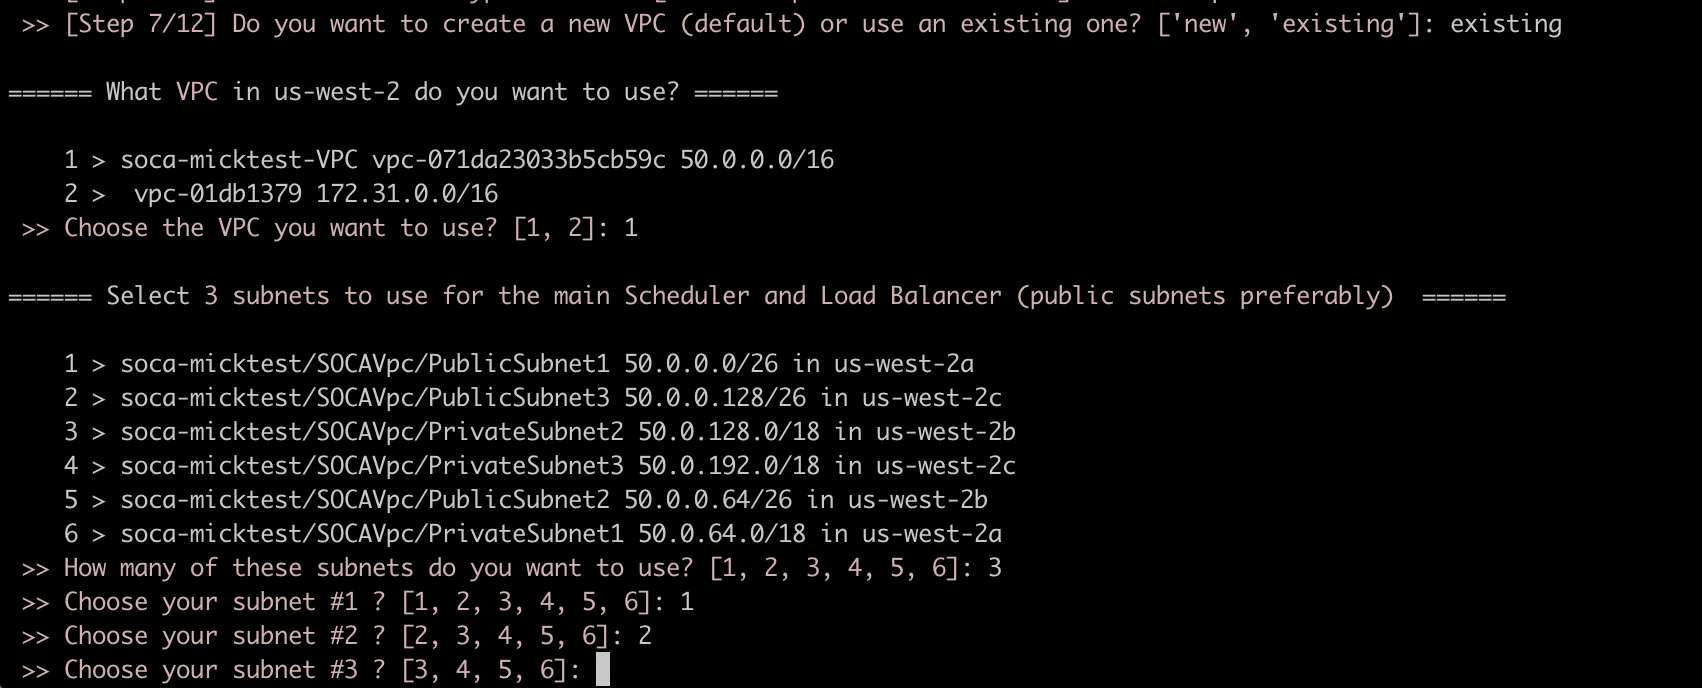 >> [Step 7/12] Do you want to create a new VPC (default) or use an existing one? ['new', 'existing']: existing
====== What VPC in us-west-2 do you want to use? ======
1 > soca-micktest-VPC vpc-071da23033b5cb59c 50.0.0.0/16
2 >  vpc-01db1379 172.31.0.0/16
>> Choose the VPC you want to use? [1, 2]: 1
====== Select 3 subnets to use for the main Scheduler and Load Balancer (public subnets preferably)  ======
1 > soca-micktest/SOCAVpc/PublicSubnet1 50.0.0.0/26 in us-west-2a
2 > soca-micktest/SOCAVpc/PublicSubnet3 50.0.0.128/26 in us-west-2c
3 > soca-micktest/SOCAVpc/PrivateSubnet2 50.0.128.0/18 in us-west-2b
4 > soca-micktest/SOCAVpc/PrivateSubnet3 50.0.192.0/18 in us-west-2c
5 > soca-micktest/SOCAVpc/PublicSubnet2 50.0.0.64/26 in us-west-2b
6 > soca-micktest/SOCAVpc/PrivateSubnet1 50.0.64.0/18 in us-west-2a
>> How many of these subnets do you want to use? [1, 2, 3, 4, 5, 6]: 3
>> Choose your subnet #1 ? [1, 2, 3, 4, 5, 6]: 1
>> Choose your subnet #2 ? [2, 3, 4, 5, 6]: 2
>> Choose your subnet #3 ? [3, 4, 5, 6]: